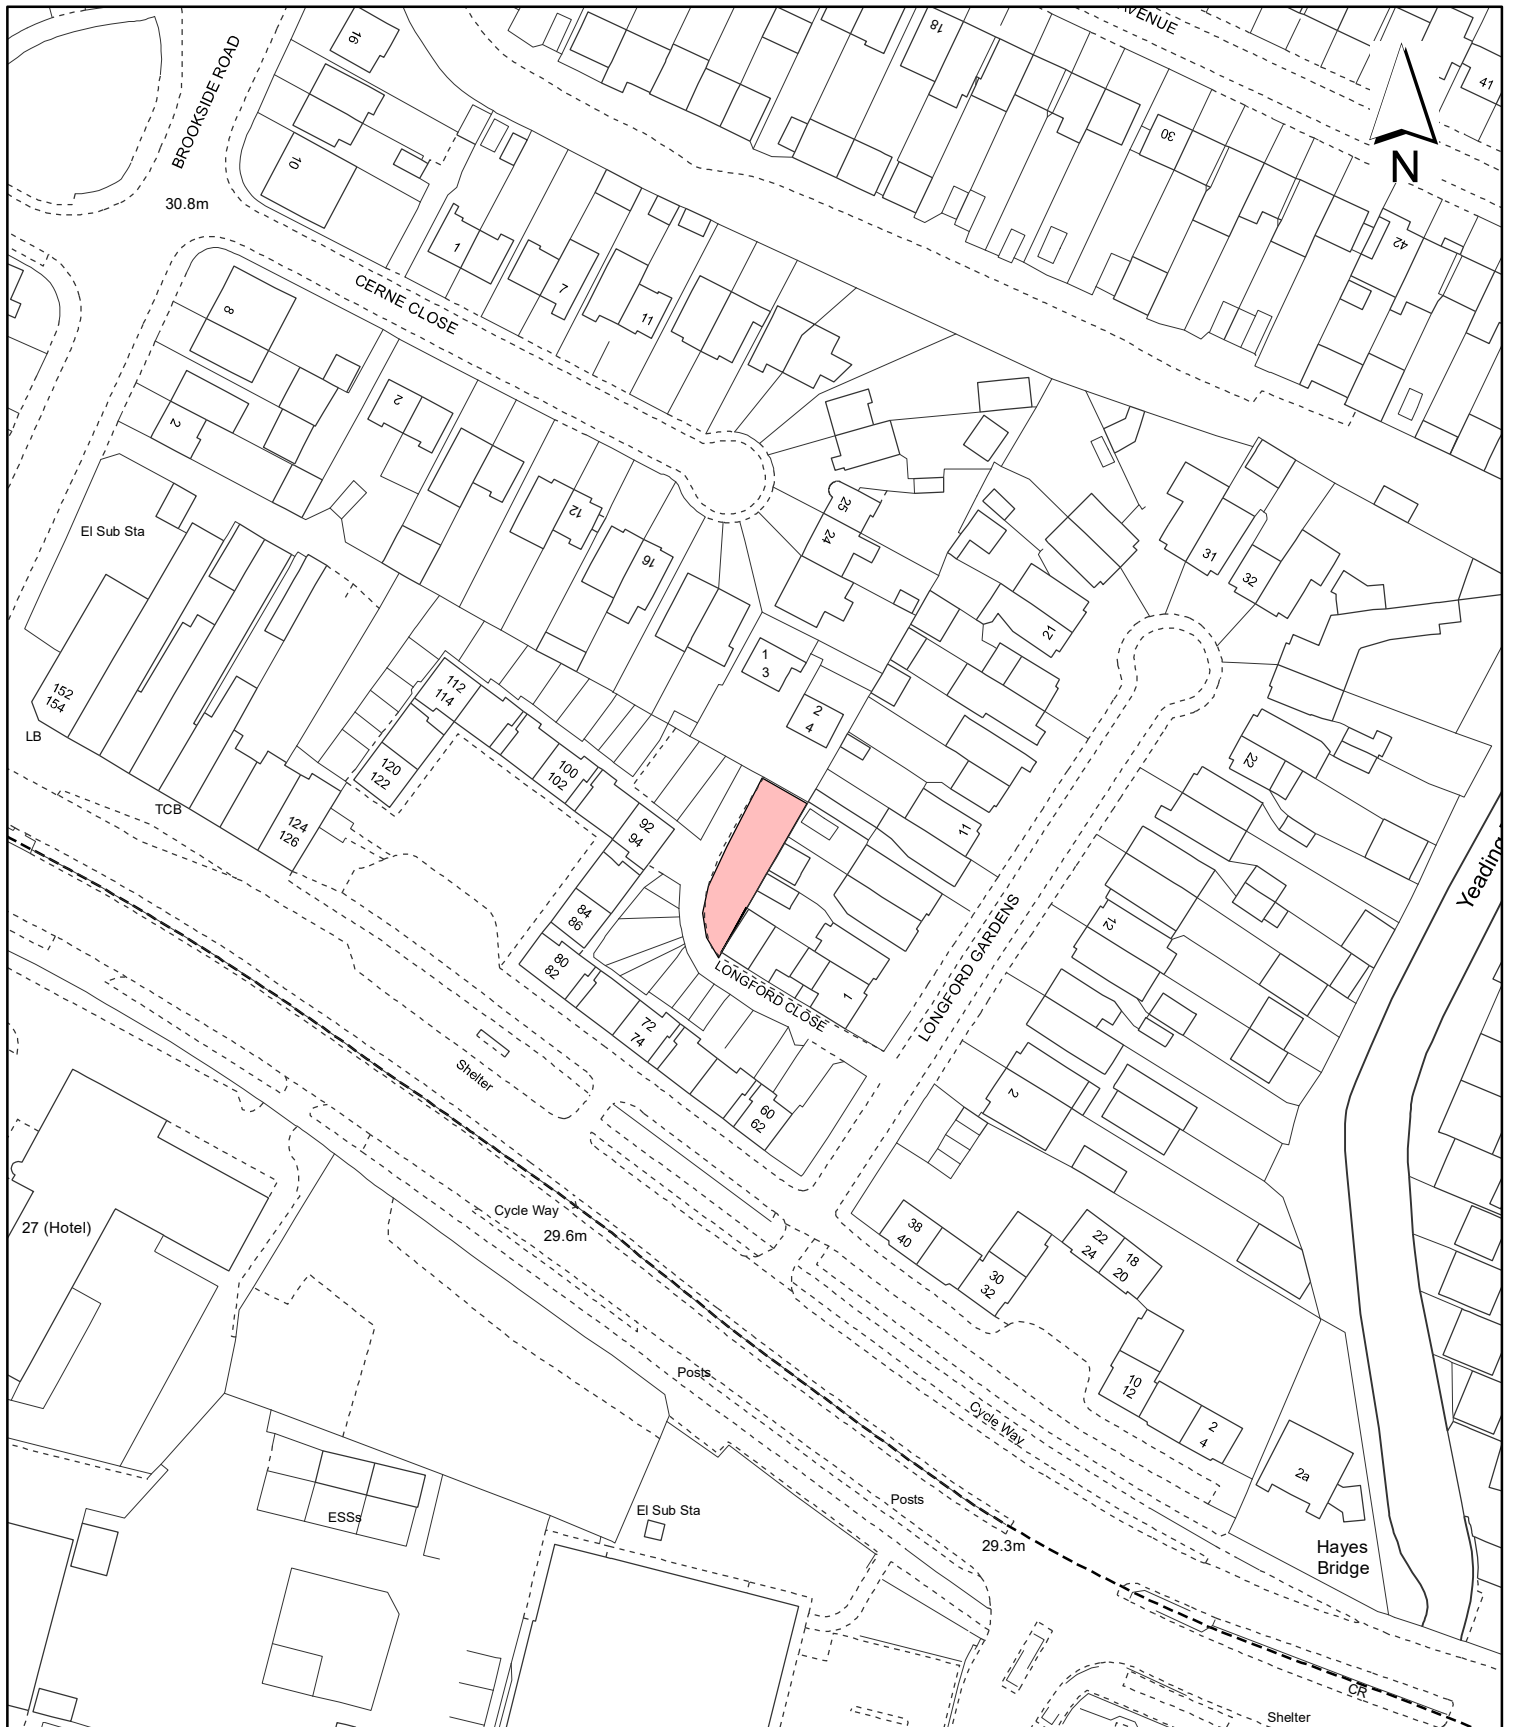 AVENUE
16
18
41
BROOKSIDE ROAD
N
30
10
30.8m
42
1
7
11
CERNE CLOSE
8
2
2
12
25
24
16
31
32
El Sub Sta
21
1
3
2
4
112
114
152
154
LB
120
122
100
102
22
TCB
124
126
92
94
11
Yeading
84
86
80
82
LONGFORD CLOSE
1
LONGFORD GARDENS
12
72
74
Shelter
60
62
2
Cycle Way
29.6m
27 (Hotel)
38
40
22
24
18
20
30
32
Posts
10
12
2
4
Cycle Way
2a
Posts
El Sub Sta
ESSs
29.3m
Hayes
Bridge
CR
Shelter